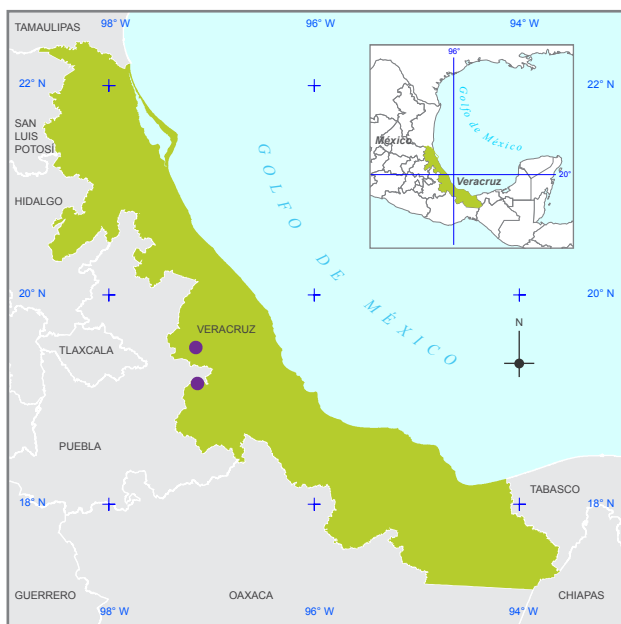 98° W
96° W
94° W
TAMAULIPAS
96°
22° N
22° N
Golfo de México
SAN
LUIS
POTOSÍ
México
20°
Veracruz
HIDALGO
GOLFO DE MÉXICO
20° N
20° N
N
VERACRUZ
TLAXCALA
PUEBLA
TABASCO
18° N
18° N
GUERRERO
OAXACA
CHIAPAS
98° W
96° W
94° W